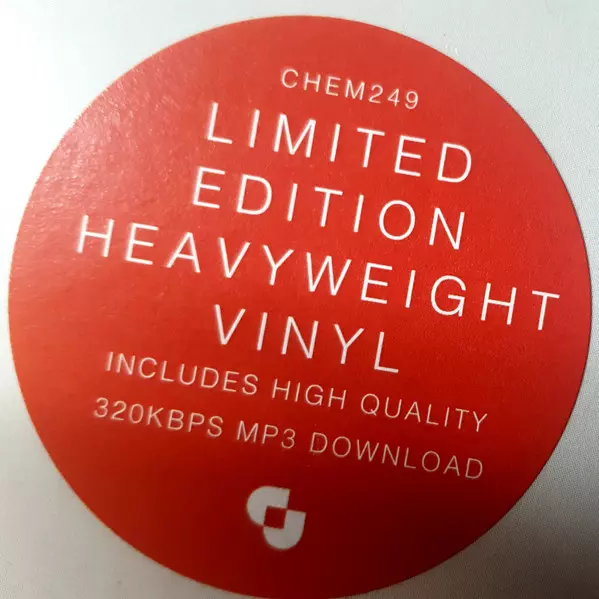 CHEM249
LIMITED
EDITION
HEAVYWEIGHT
VINYL
INCLUDES HIGH QUALITY
320KBPS MP3 DOWNLOAD